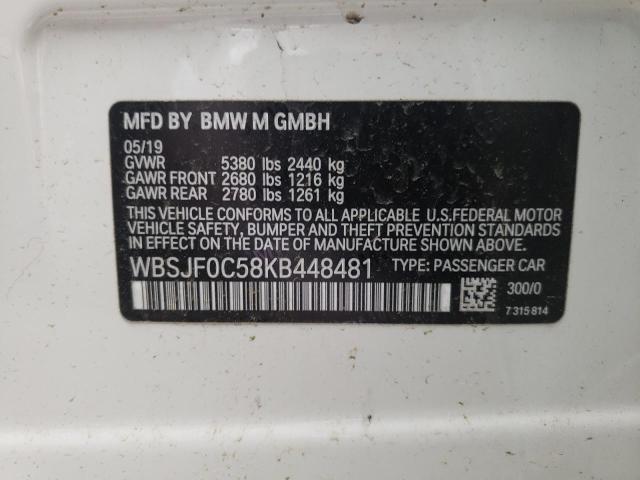 MFD BY BMW M GMBH
05/19
GVWR 5380 lbs 2440 kg
GAWR FRONT 2680 lbs 1216 kg
GAWR REAR 2780 lbs 1261 kg
THIS VEHICLE CONFORMS TO ALL APPLICABLE U.S.FEDERAL MOTOR
VEHICLE SAFETY, BUMPER AND THEFT PREVENTION STANDARDS IN
EFFECT ON THE DATE OF MANUFACTURE SHOWN ABOVE.
WBSJF0C58KB448481 TYPE: PASSENGER CAR
300/0
7 315 814